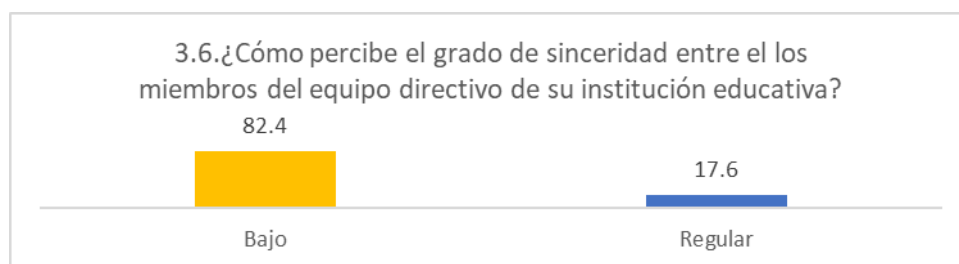 3.6.¿Cómo percibe el grado de sinceridad entre el los
miembros del equipo directivo de su institución educativa?
82.4
17.6
Bajo
Regular